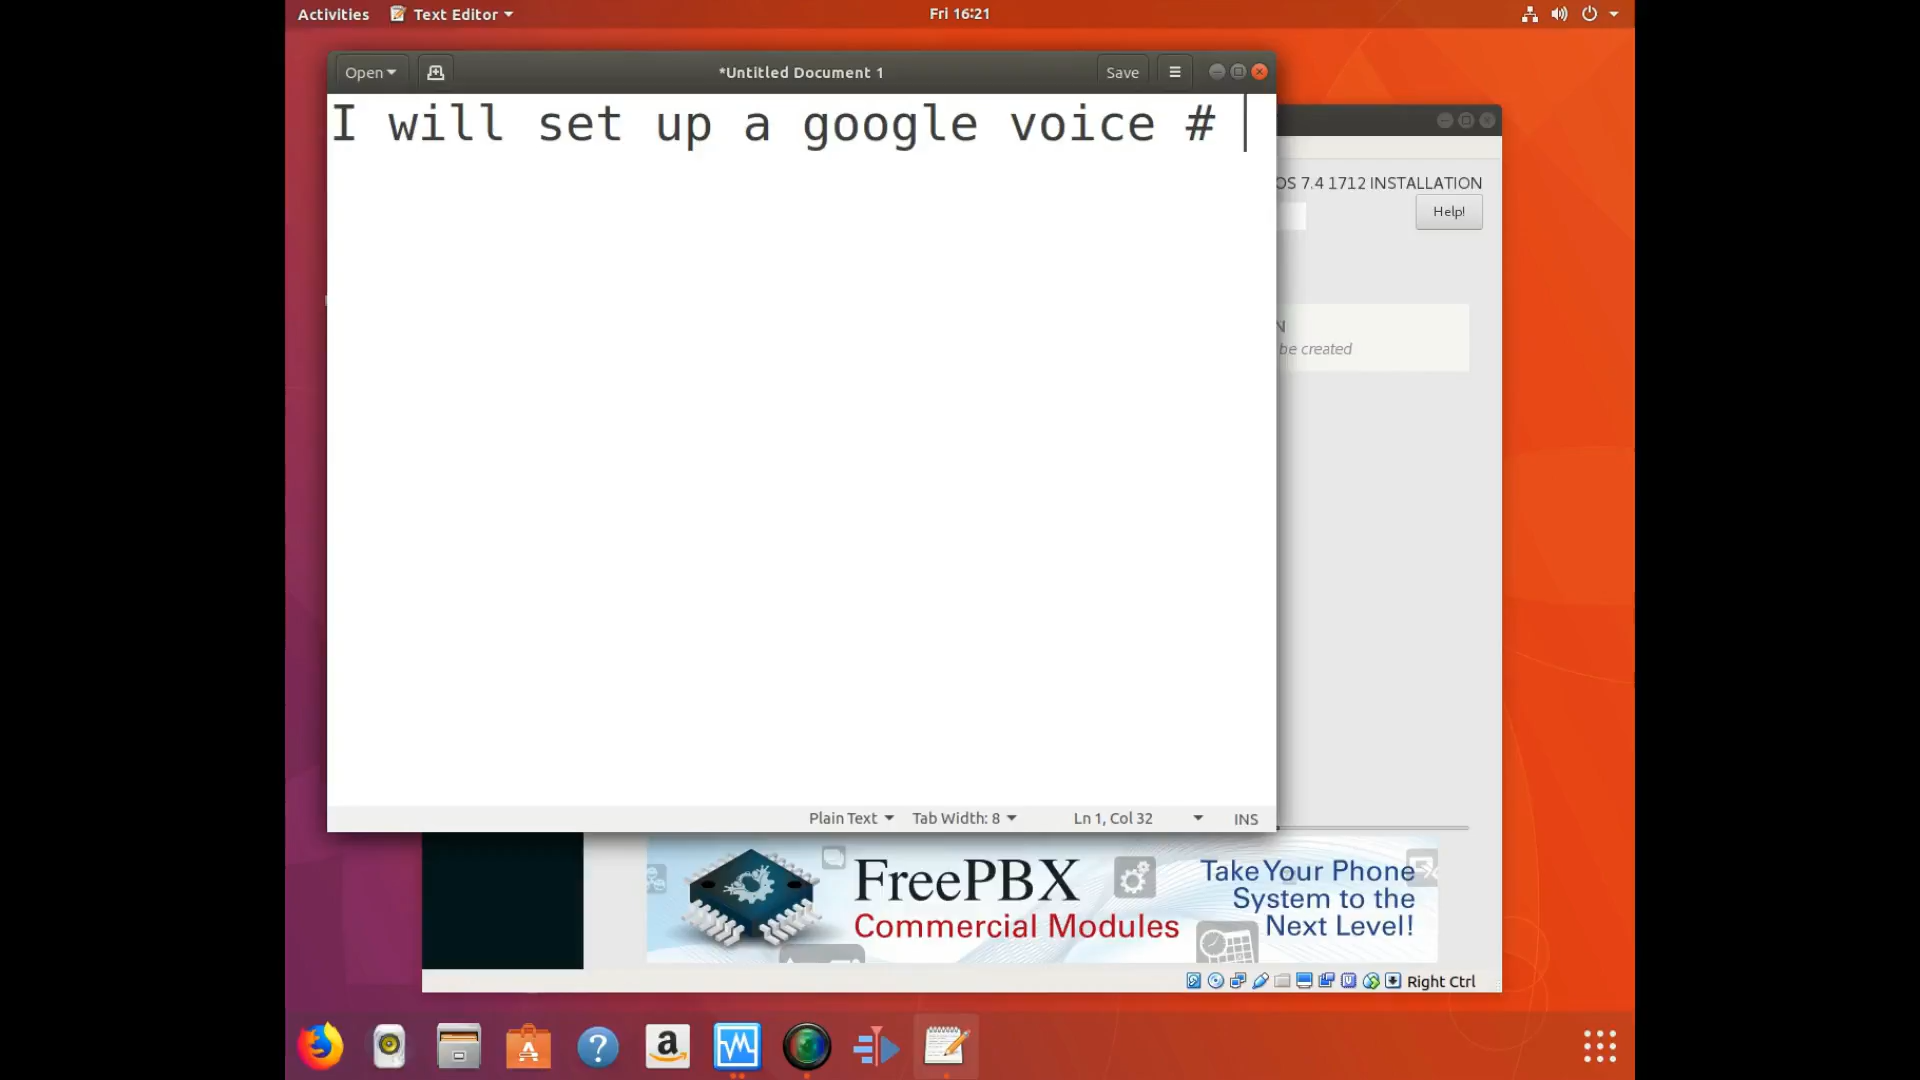 Activities Text Editor Fri 16:21
Open *Untitled Document 1 Save
I will set up a google voice #
OS 7.4 1712 INSTALLATION
Help!
N
be created
Plain Text Tab Width: 8 Ln 1, Col 32 INS
FreePBX
Commercial Modules
Take Your Phone
System to the
Next Level!
Right Ctrl